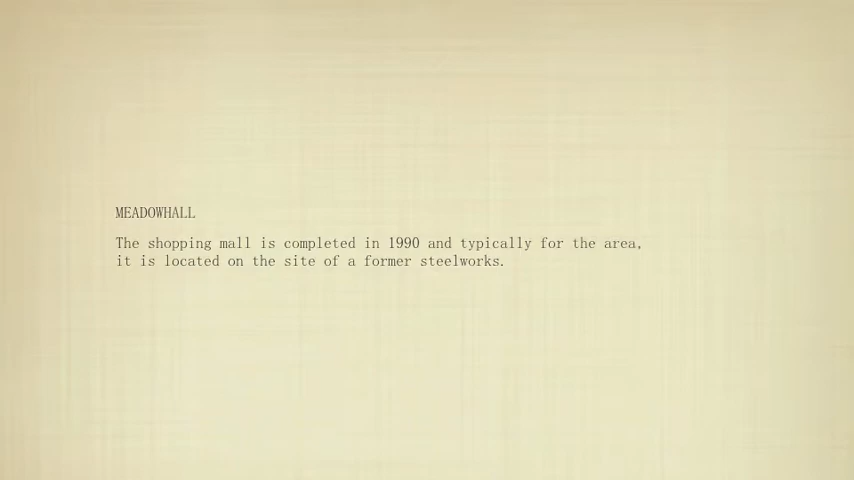 MEADOWHALL
The shopping mall is completed in 1990 and typically for the area,
it is located on the site of a former steelworks.